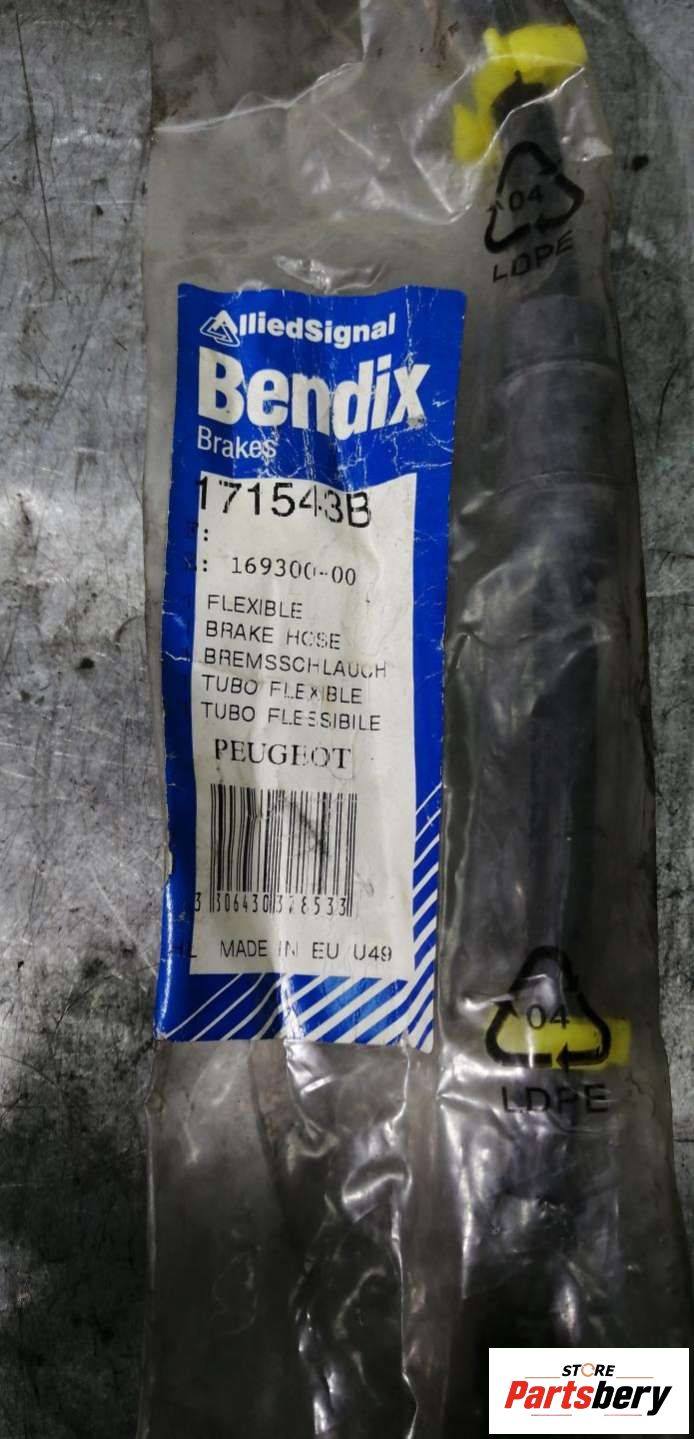 04
LDPE
AlliedSignal
Bendix
Brakes
171543B
F:
169300-00
FLEXIBLE
BRAKE HOSE
BREMSSCHLAUCH
TUBO FLEXIBLE
TUBO FLESSIBILE
PEUGEOT
3 306430 328533
MADE IN EU U49
04
LDPE
STORE
Partsbery